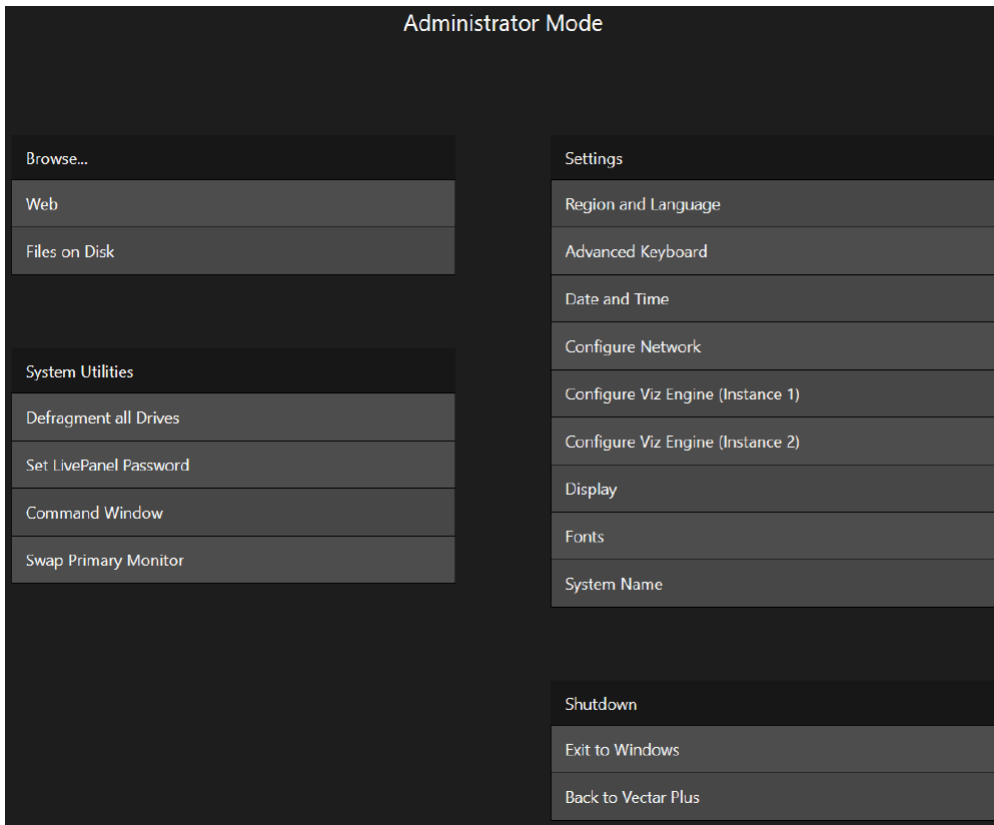 Administrator Mode
Browse...
Web
Files on Disk
System Utilities
Defragment all Drives
Set LivePanel Password
Command Window
Swap Primary Monitor
Settings
Region and Language
Advanced Keyboard
Date and Time
Configure Network
Configure Viz Engine (Instance 1)
Configure Viz Engine (Instance 2)
Display
Fonts
System Name
Shutdown
Exit to Windows
Back to Vectar Plus